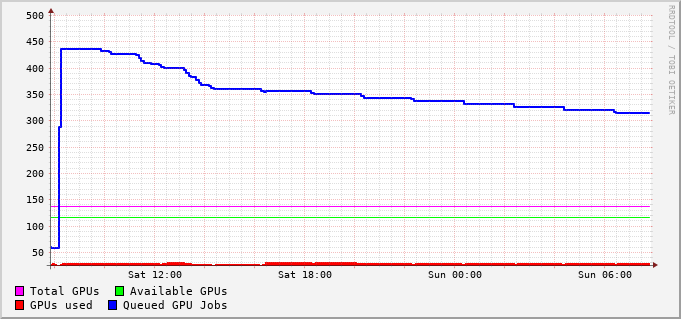 500
450
400
350
300
250
200
150
100
50
Sat 12:00 Sat 18:00 Sun 00:00 Sun 06:00
Total GPUs Available GPUs
GPUs used Queued GPU Jobs
RRDTOOL / TOBI OETIKER